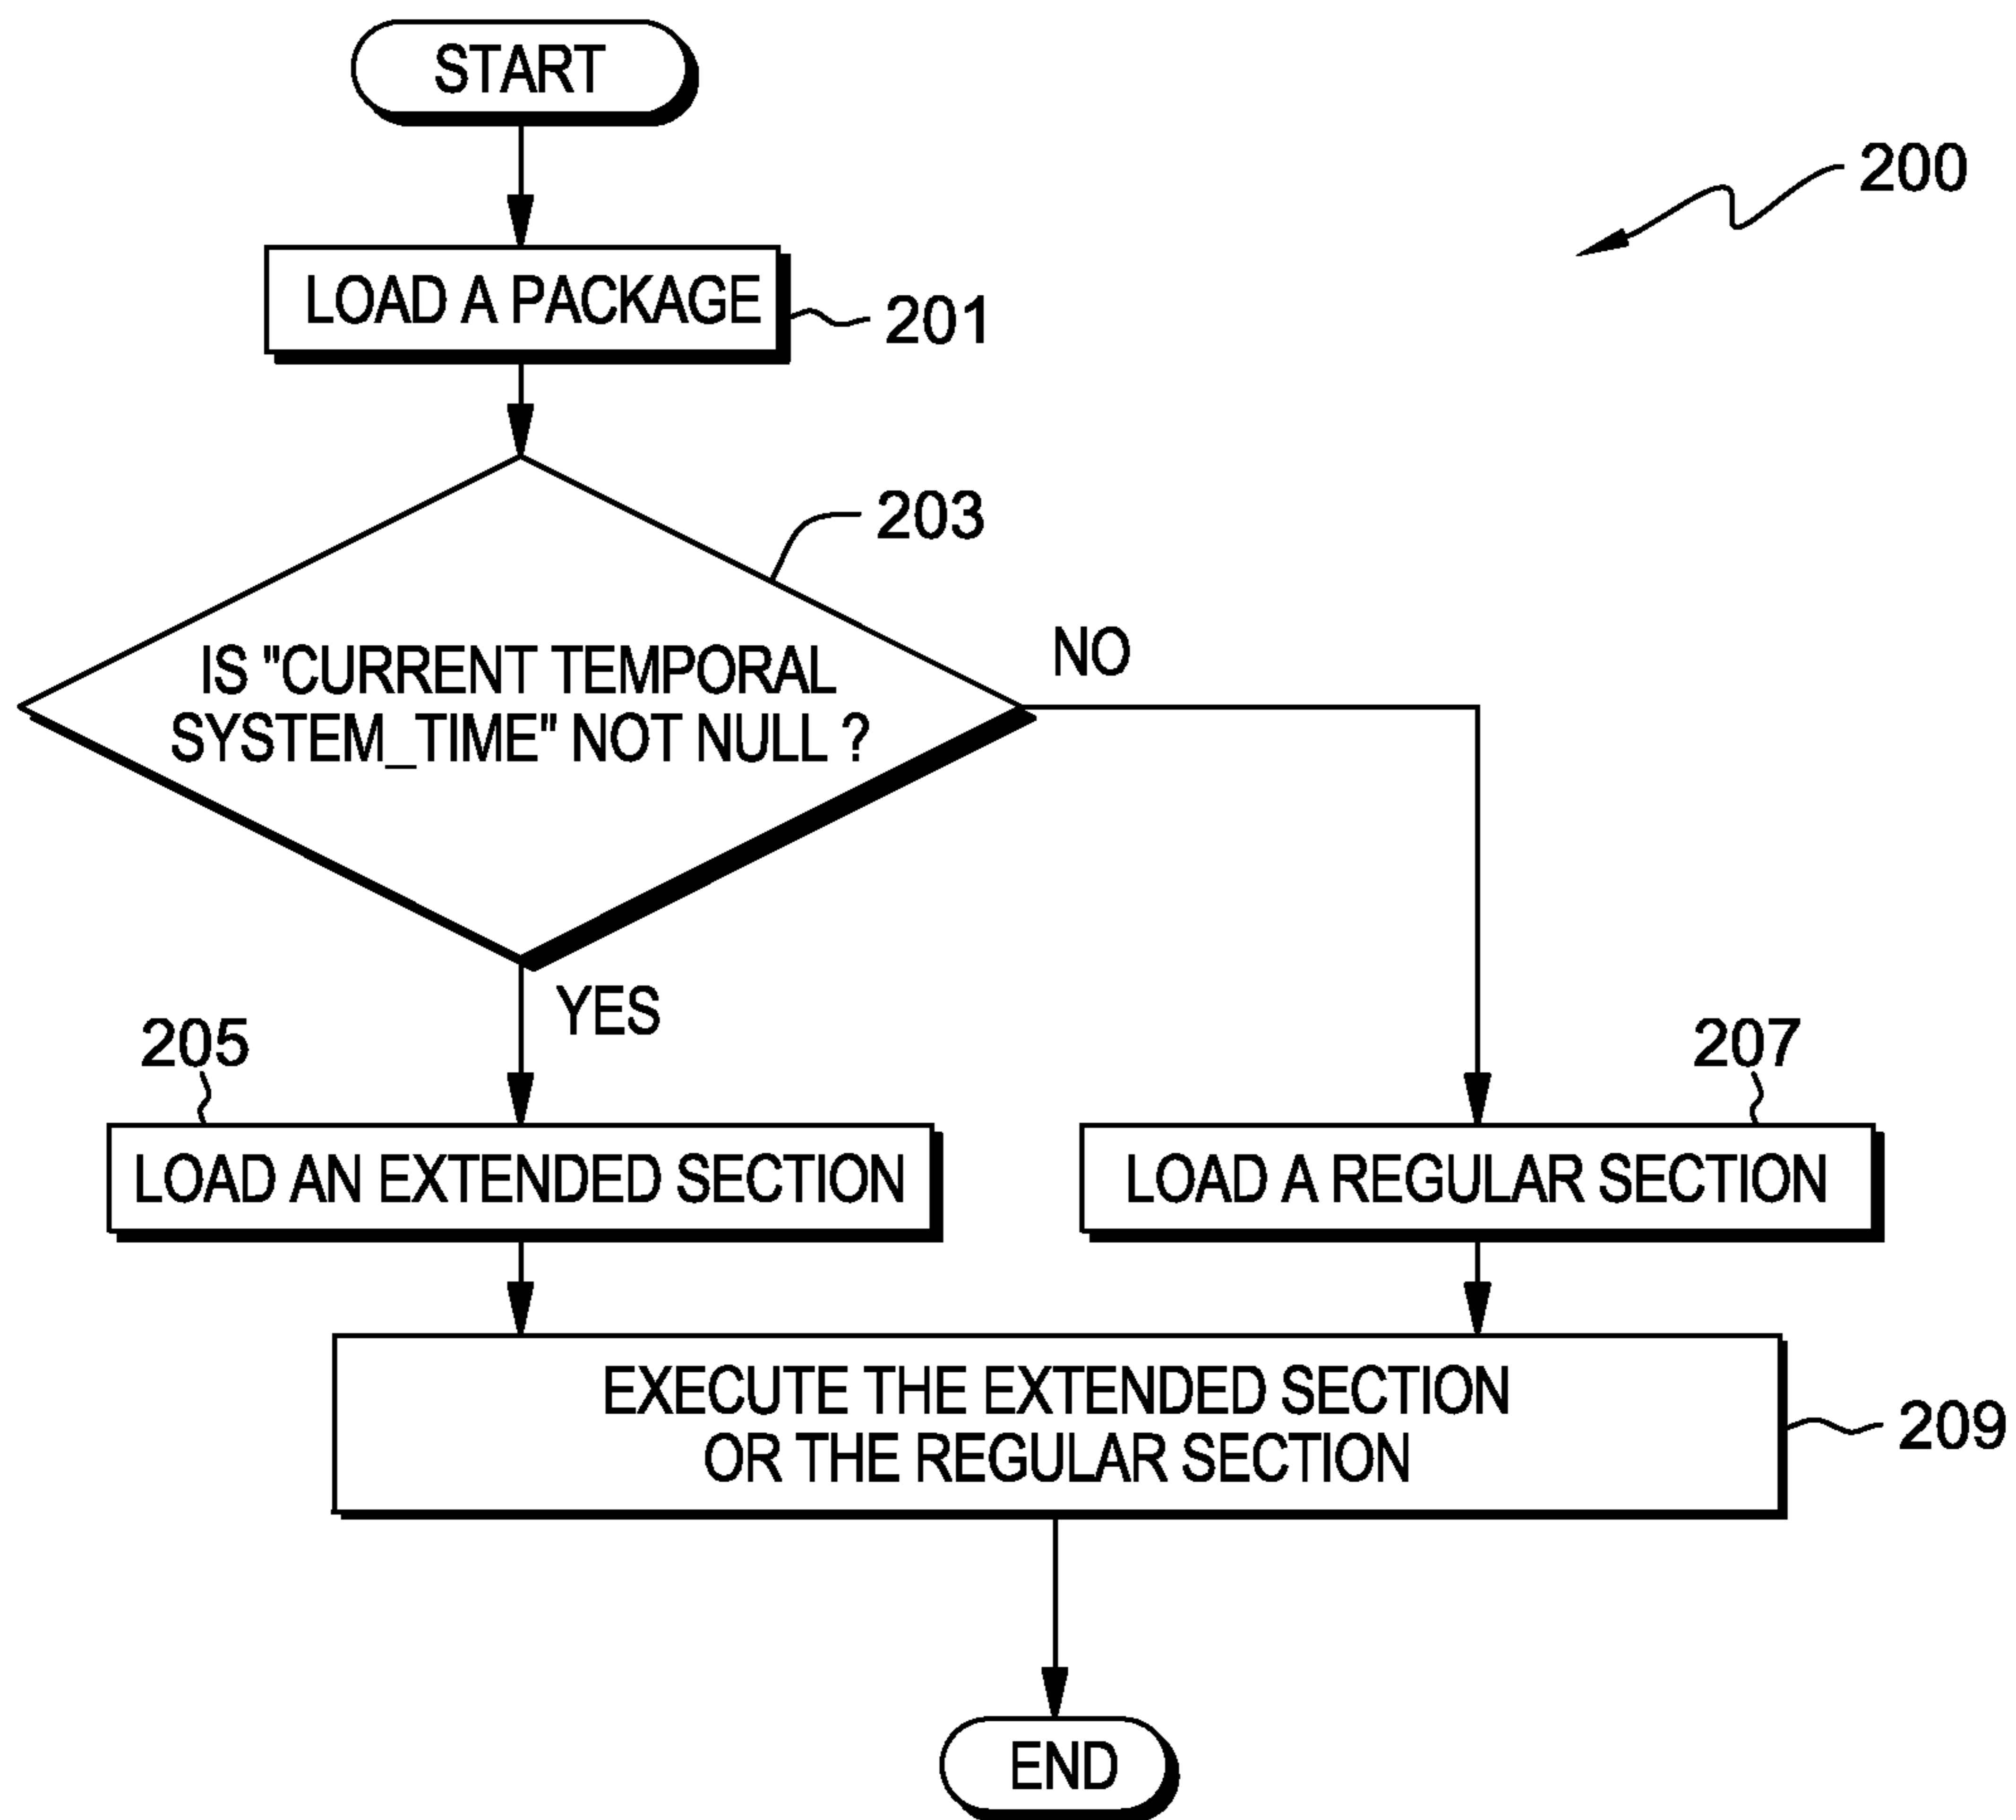 START
200
LOAD A PACKAGE
201
203
IS "CURRENT TEMPORAL
SYSTEM_TIME" NOT NULL ?
NO
YES
205
207
LOAD AN EXTENDED SECTION
LOAD A REGULAR SECTION
EXECUTE THE EXTENDED SECTION
OR THE REGULAR SECTION
209
END